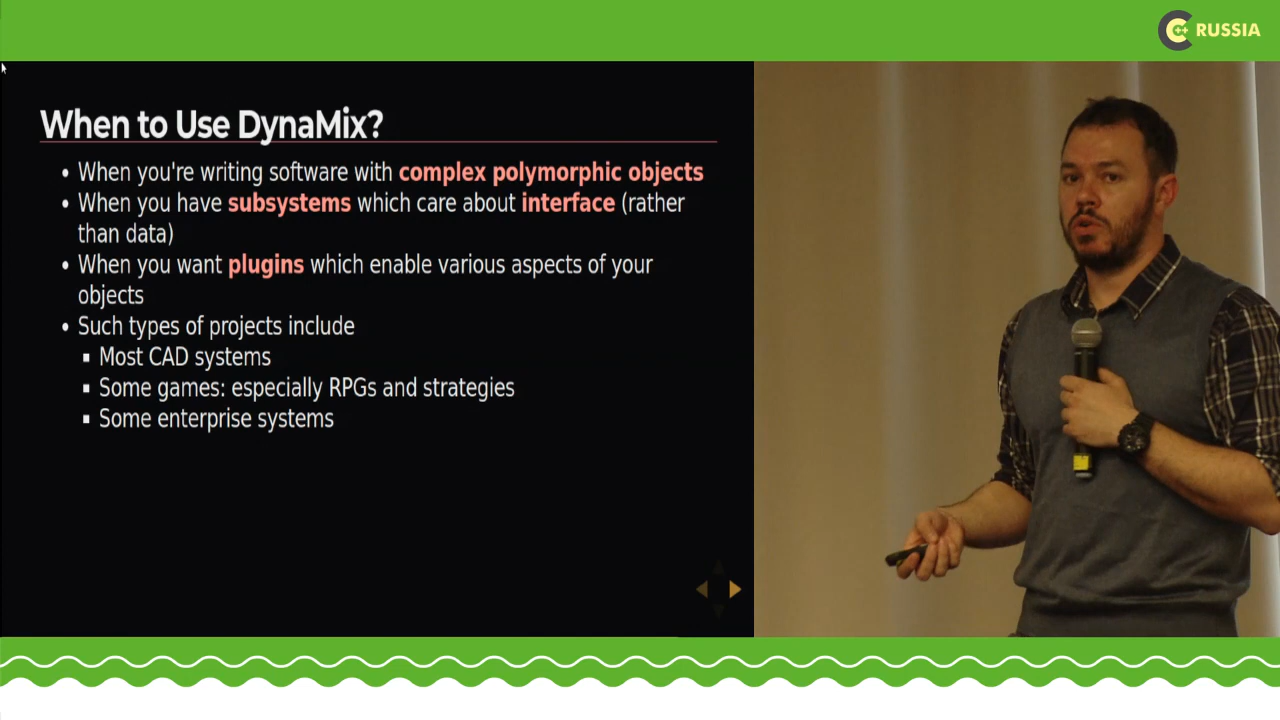 C++ RUSSIA
When to Use DynaMix?
• When you're writing software with complex polymorphic objects
• When you have subsystems which care about interface (rather
than data)
• When you want plugins which enable various aspects of your
objects
• Such types of projects include
▪ Most CAD systems
▪ Some games: especially RPGs and strategies
▪ Some enterprise systems